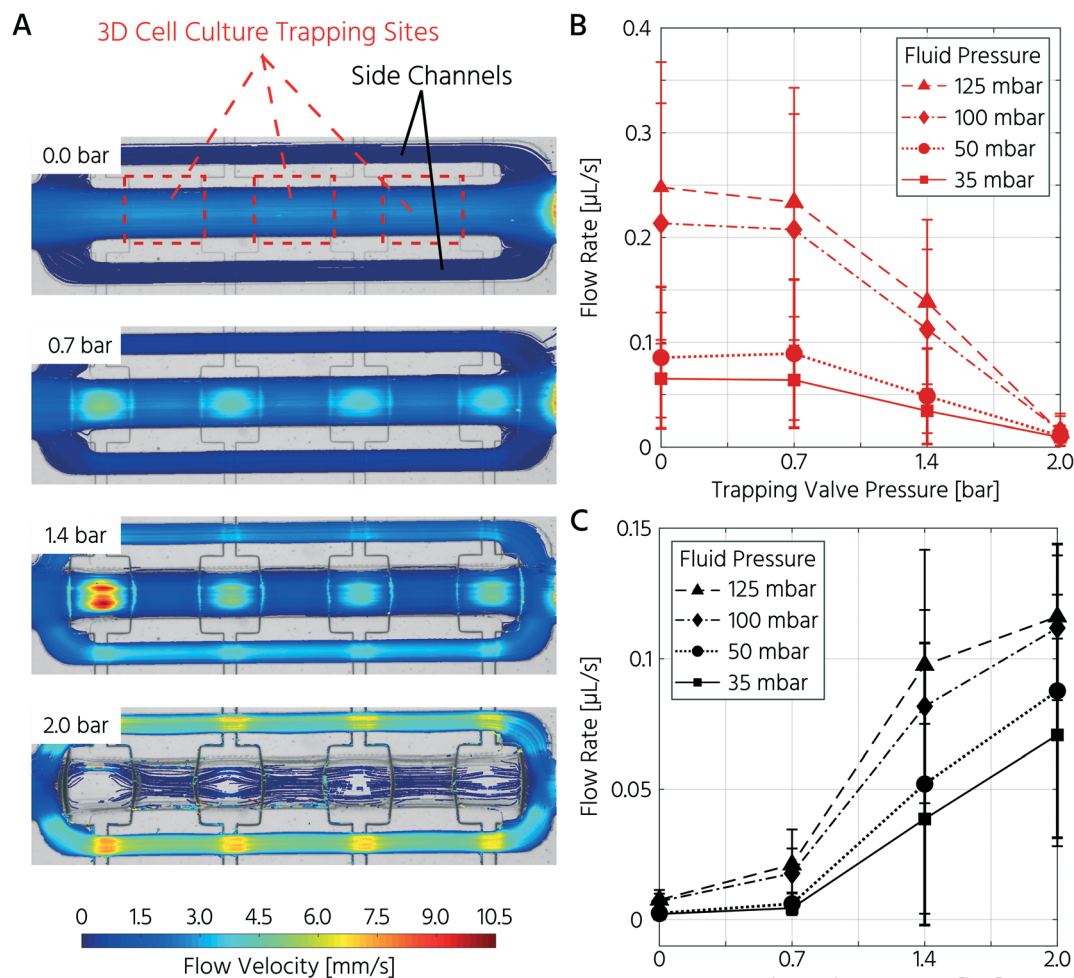 A
3D Cell Culture Trapping Sites
Side Channels
0.0 bar
0.7 bar
1.4 bar
2.0 bar
0 1.5 3.0 4.5 6.0 7.5 9.0 10.5
Flow Velocity [mm/s]
B
0.4
0.3
0.2
0.1
0
Flow Rate [µL/s]
Fluid Pressure
125 mbar
100 mbar
50 mbar
35 mbar
0 0.7 1.4 2.0
Trapping Valve Pressure [bar]
C
0.15
0.1
0.05
0
Flow Rate [µL/s]
Fluid Pressure
125 mbar
100 mbar
50 mbar
35 mbar
0 0.7 1.4 2.0